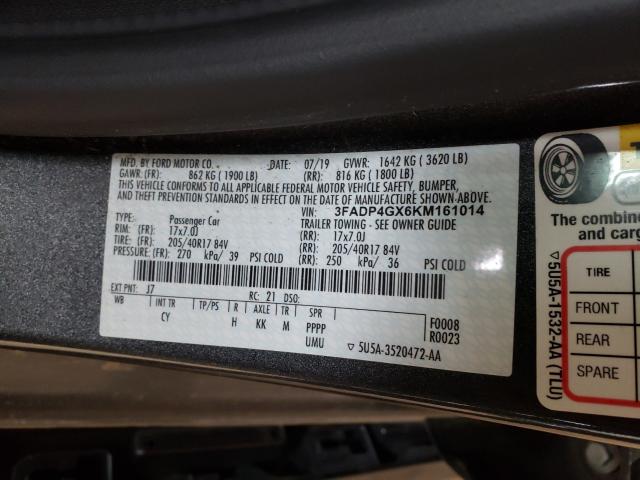 MFD. BY FORD MOTOR CO. DATE: 07/19 GVWR: 1642 KG ( 3620 LB)
GAWR: (FR): 862 KG ( 1900 LB) (RR): 816 KG ( 1800 LB)
THIS VEHICLE CONFORMS TO ALL APPLICABLE FEDERAL MOTOR VEHICLE SAFETY, BUMPER,
AND THEFT PREVENTION STANDARDS IN EFFECT ON THE DATE OF MANUFACTURE SHOWN-ABOVE.
VIN: 3FADP4GX6KM161014
TYPE: Passenger Car TRAILER TOWING - SEE OWNER GUIDE
RIM: (FR): 17x7.0J (RR): 17x7.0J
TIRE: (FR): 205/40R17 84V (RR): 205/40R17 84V
PRESSURE: (FR): 270 kPa/ 39 PSI COLD (RR): 250 kPa/ 36 PSI COLD
EXT PNT: J7 RC: 21 DSO:
WB INT TR TP/PS R AXLE TR SPR F0008
CY H KK M PPPP R0023
UMU ▽ 5U5A-3520472-AA
The combine
and carg
TIRE
FRONT
REAR
SPARE
▽ 5U5A-1532-AA (TLU)